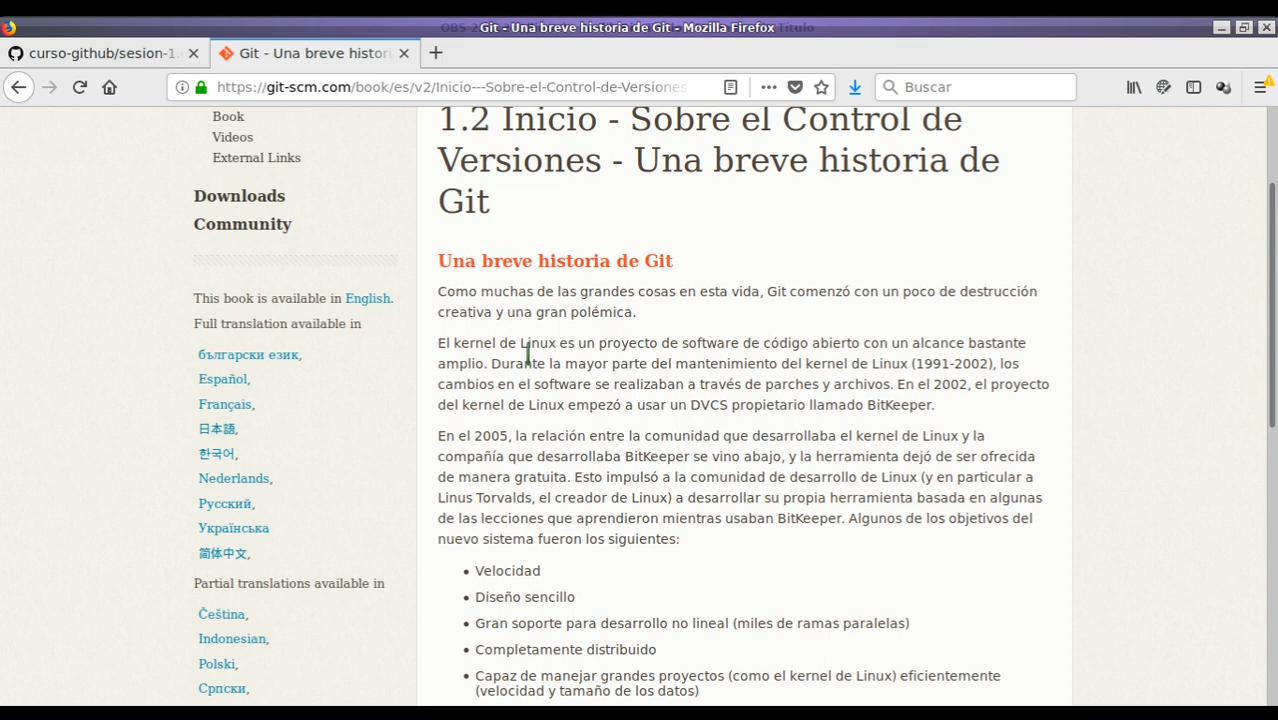 Git - Una breve historia de Git - Mozilla Firefox
curso-github/sesion-1.
Git - Una breve histori
https://git-scm.com/book/es/v2/Inicio---Sobre-el-Control-de-Versiones
Buscar
Book
Videos
External Links
Downloads
Community
This book is available in English.
Full translation available in
български език,
Español,
Français,
日本語,
한국어,
Nederlands,
Русский,
Українська
简体中文,
Partial translations available in
Čeština,
Indonesian,
Polski,
Српски,
1.2 Inicio - Sobre el Control de
Versiones - Una breve historia de
Git
Una breve historia de Git
Como muchas de las grandes cosas en esta vida, Git comenzó con un poco de destrucción
creativa y una gran polémica.
El kernel de Linux es un proyecto de software de código abierto con un alcance bastante
amplio. Durante la mayor parte del mantenimiento del kernel de Linux (1991-2002), los
cambios en el software se realizaban a través de parches y archivos. En el 2002, el proyecto
del kernel de Linux empezó a usar un DVCS propietario llamado BitKeeper.
En el 2005, la relación entre la comunidad que desarrollaba el kernel de Linux y la
compañía que desarrollaba BitKeeper se vino abajo, y la herramienta dejó de ser ofrecida
de manera gratuita. Esto impulsó a la comunidad de desarrollo de Linux (y en particular a
Linus Torvalds, el creador de Linux) a desarrollar su propia herramienta basada en algunas
de las lecciones que aprendieron mientras usaban BitKeeper. Algunos de los objetivos del
nuevo sistema fueron los siguientes:
• Velocidad
• Diseño sencillo
• Gran soporte para desarrollo no lineal (miles de ramas paralelas)
• Completamente distribuido
• Capaz de manejar grandes proyectos (como el kernel de Linux) eficientemente
(velocidad y tamaño de los datos)